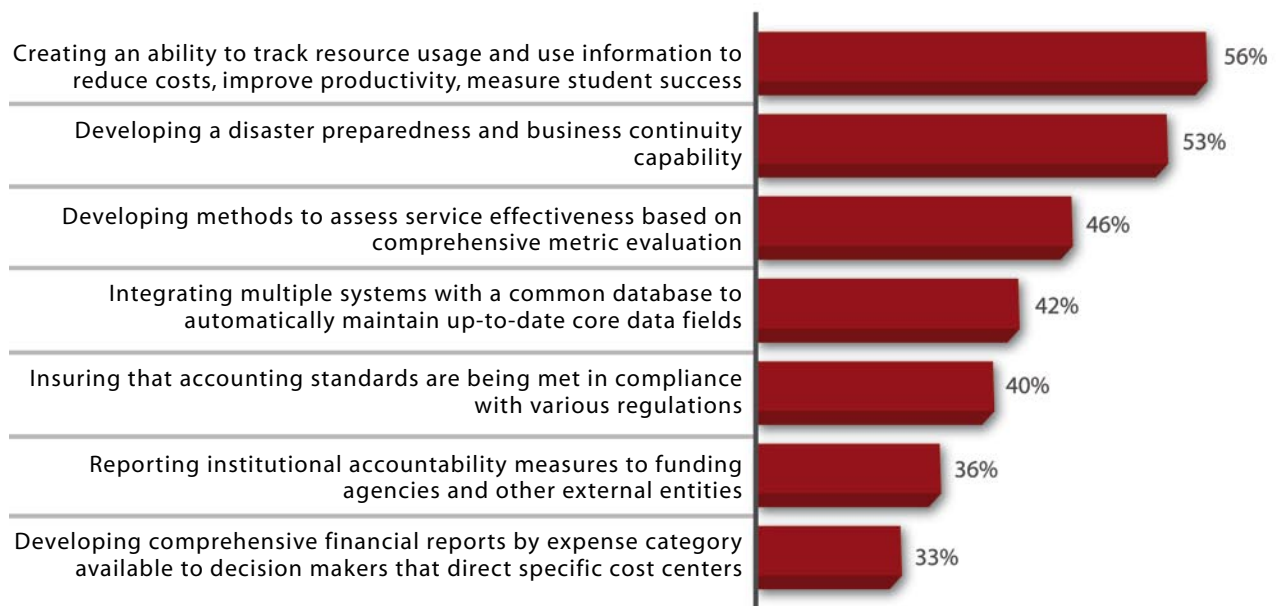 Creating an ability to track resource usage and use information to
reduce costs, improve productivity, measure student success
56%
Developing a disaster preparedness and business continuity
capability
53%
Developing methods to assess service effectiveness based on
comprehensive metric evaluation
46%
Integrating multiple systems with a common database to
automatically maintain up-to-date core data fields
42%
Insuring that accounting standards are being met in compliance
with various regulations
40%
Reporting institutional accountability measures to funding
agencies and other external entities
36%
Developing comprehensive financial reports by expense category
available to decision makers that direct specific cost centers
33%